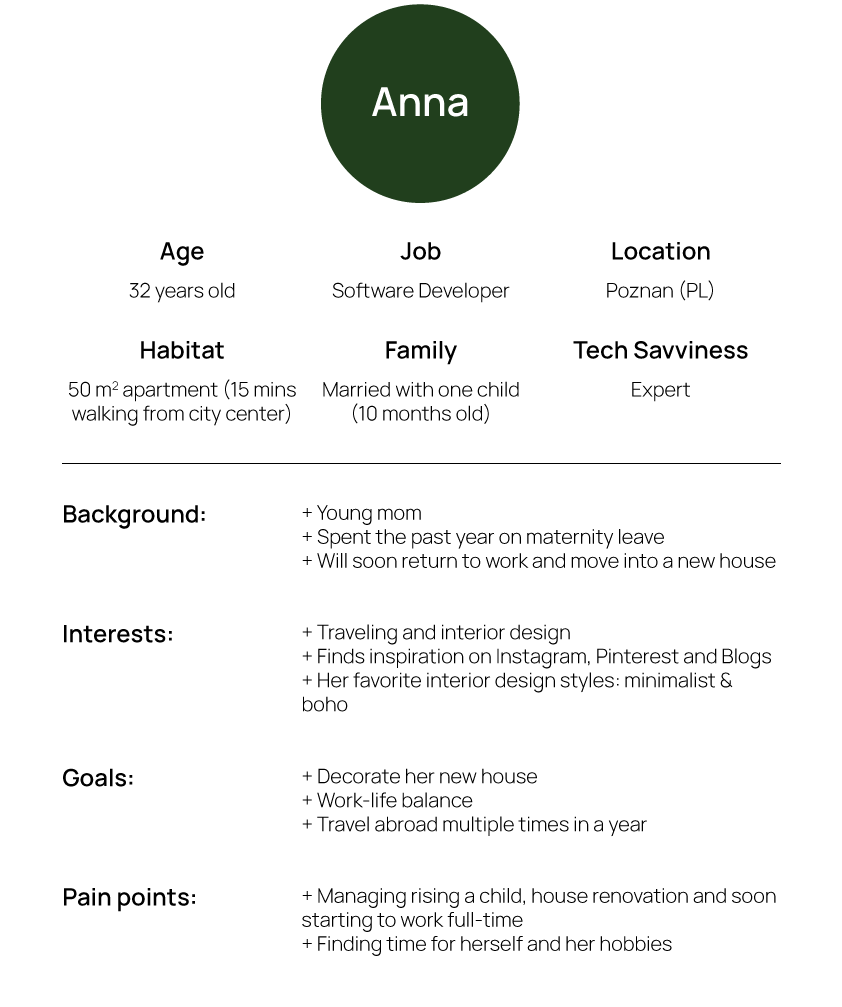 Anna
Age
32 years old
Job
Software Developer
Location
Poznan (PL)
Habitat
50 m² apartment (15 mins
walking from city center)
Family
Married with one child
(10 months old)
Tech Savviness
Expert
Background:
+ Young mom
+ Spent the past year on maternity leave
+ Will soon return to work and move into a new house
Interests:
+ Traveling and interior design
+ Finds inspiration on Instagram, Pinterest and Blogs
+ Her favorite interior design styles: minimalist &
boho
Goals:
+ Decorate her new house
+ Work-life balance
+ Travel abroad multiple times in a year
Pain points:
+ Managing rising a child, house renovation and soon
starting to work full-time
+ Finding time for herself and her hobbies